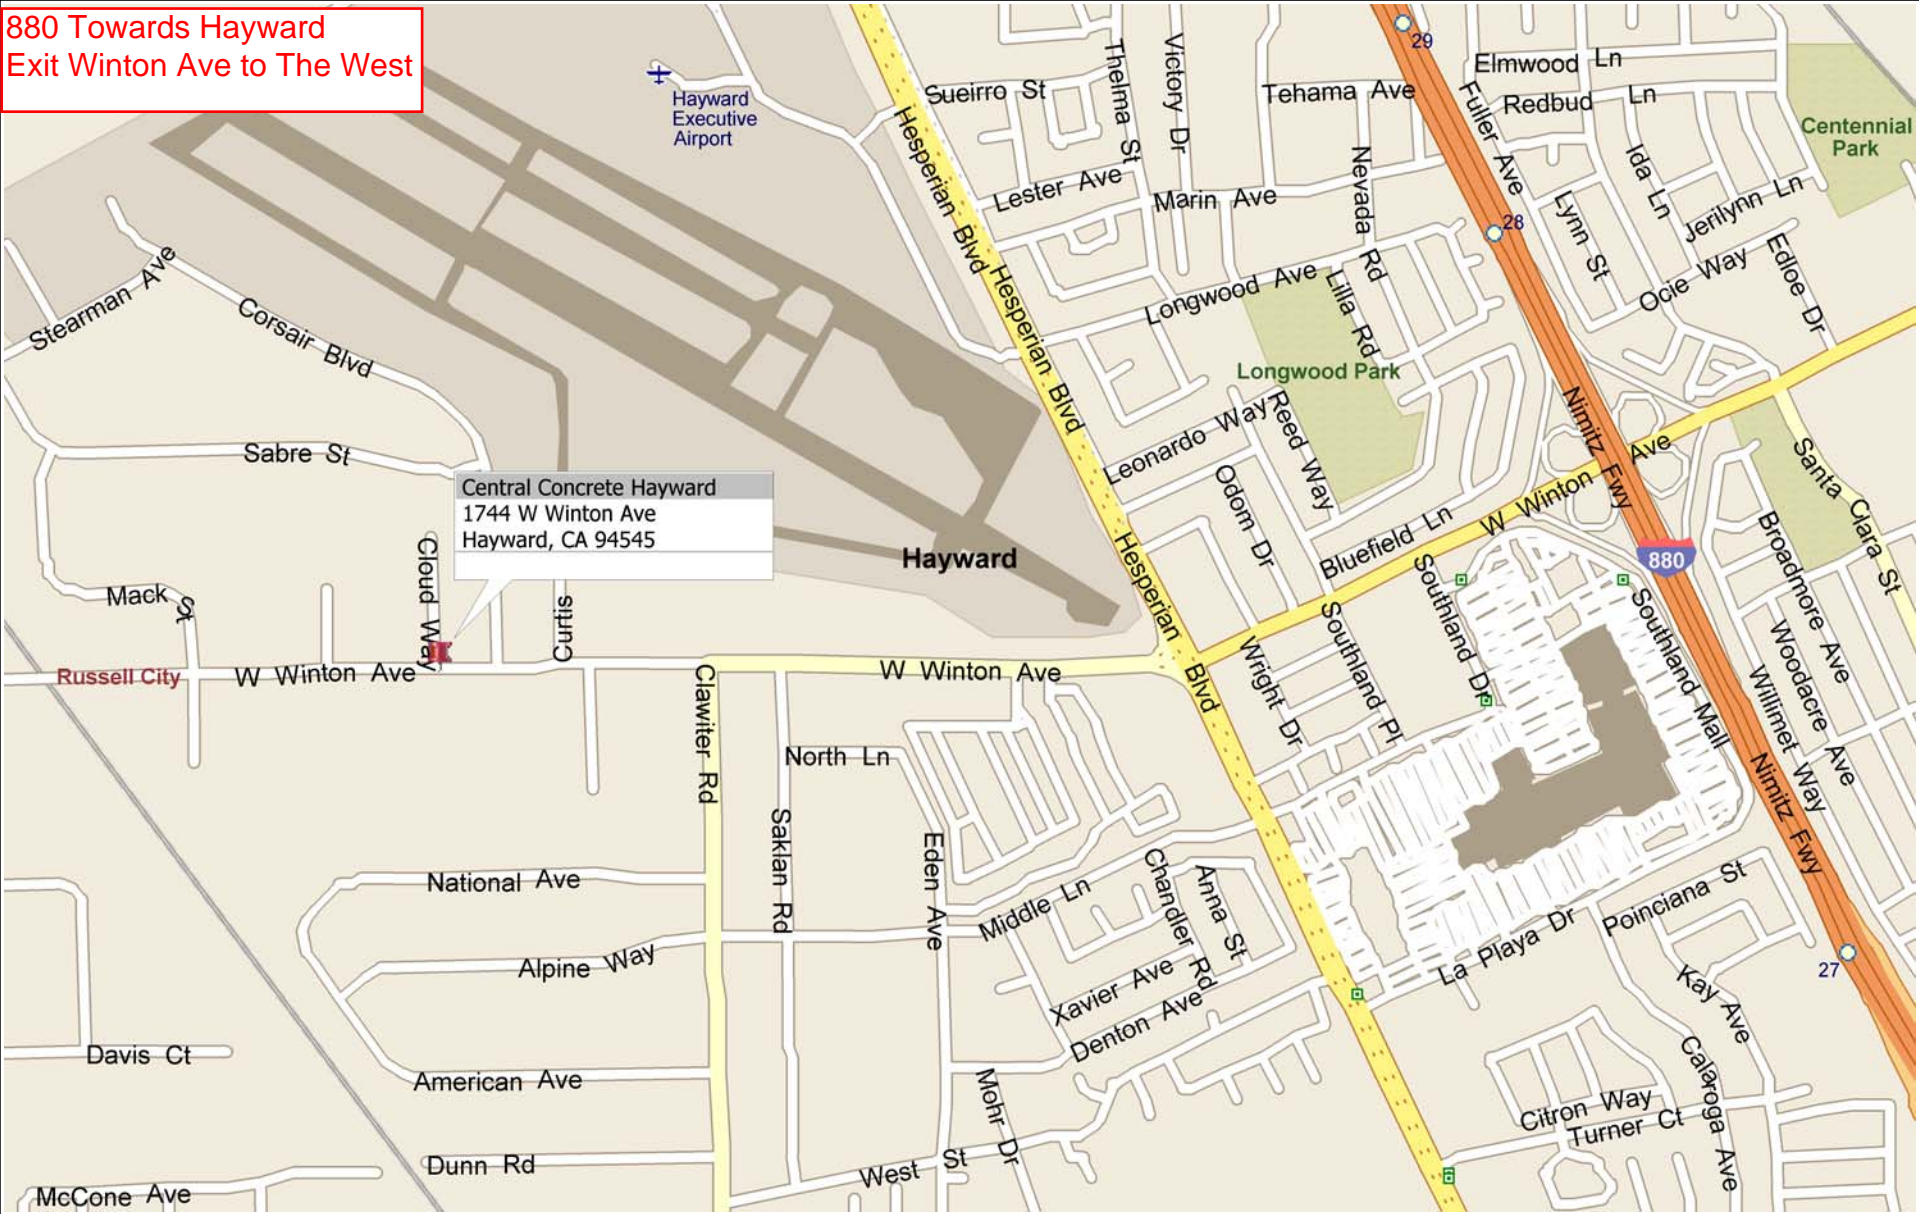 880 Towards Hayward
Exit Winton Ave to The West
29
Elmwood Ln
Redbud Ln
Thelma St
Victory Dr
Sueirro St
Tehama Ave
Fuller Ave
Hayward
Executive
Airport
Centennial
Park
Hesperian Blvd
Lester Ave
Marin Ave
Nevada Rd
Ida Ln
Lynn St
Jerilynn Ln
28
Stearman Ave
Corsair Blvd
Hesperian Blvd
Longwood Ave
Lilla Rd
Ocie Way
Edloe Dr
Longwood Park
Sabre St
Leonardo Way
Reed Way
Nimitz Fwy
W Winton Ave
Santa Clara St
Central Concrete Hayward
1744 W Winton Ave
Hayward, CA 94545
Odom Dr
Bluefield Ln
Hayward
880
Broadmore Ave
Mack St
Cloud Way
Curtis
Hesperian Blvd
Southland Dr
Southland Pl
Southland Mall
Woodacre Ave
Willimet Way
Russell City
W Winton Ave
W Winton Ave
Wright Dr
Clawiter Rd
North Ln
Nimitz Fwy
Saklan Rd
Eden Ave
National Ave
Middle Ln
Chandler Rd
Anna St
Poinciana St
La Playa Dr
Alpine Way
Xavier Ave
Denton Ave
27
Kay Ave
Davis Ct
American Ave
Mohr Dr
Calaroga Ave
Citron Way
Turner Ct
Dunn Rd
West St
McCone Ave